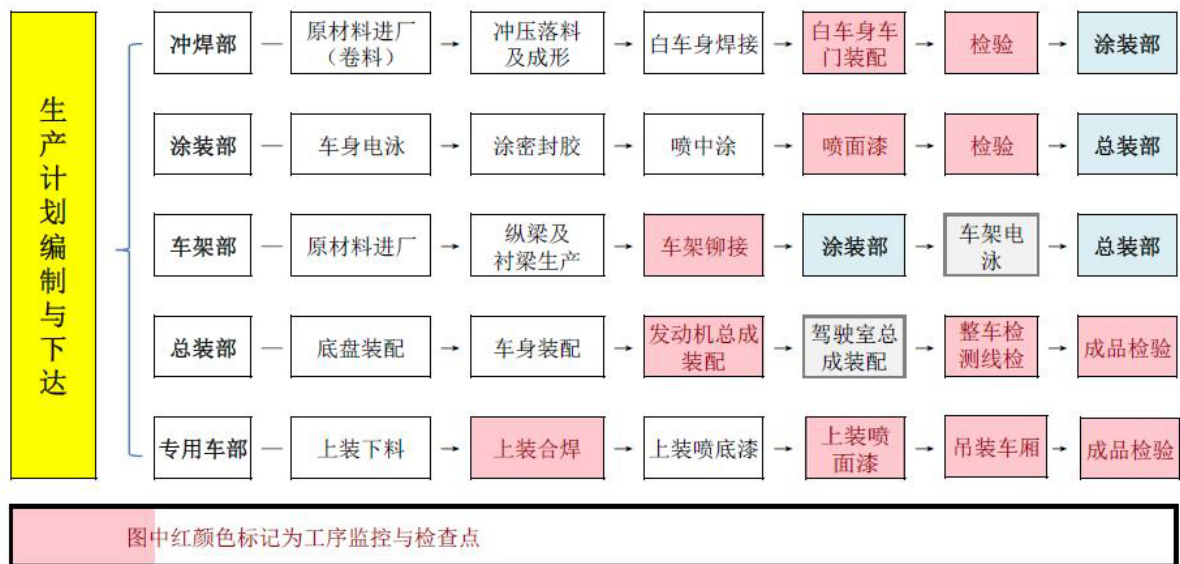 生产计划编制与下达
冲焊部
原材料进厂
（卷料）
冲压落料
及成形
白车身焊接
白车身车
门装配
检验
涂装部
涂装部
车身电泳
涂密封胶
喷中涂
喷面漆
检验
总装部
车架部
原材料进厂
纵梁及
衬梁生产
车架铆接
涂装部
车架电
泳
总装部
总装部
底盘装配
车身装配
发动机总成
装配
驾驶室总
成装配
整车检
测线检
成品检验
专用车部
上装下料
上装合焊
上装喷底漆
上装喷
面漆
吊装车厢
成品检验
图中红颜色标记为工序监控与检查点